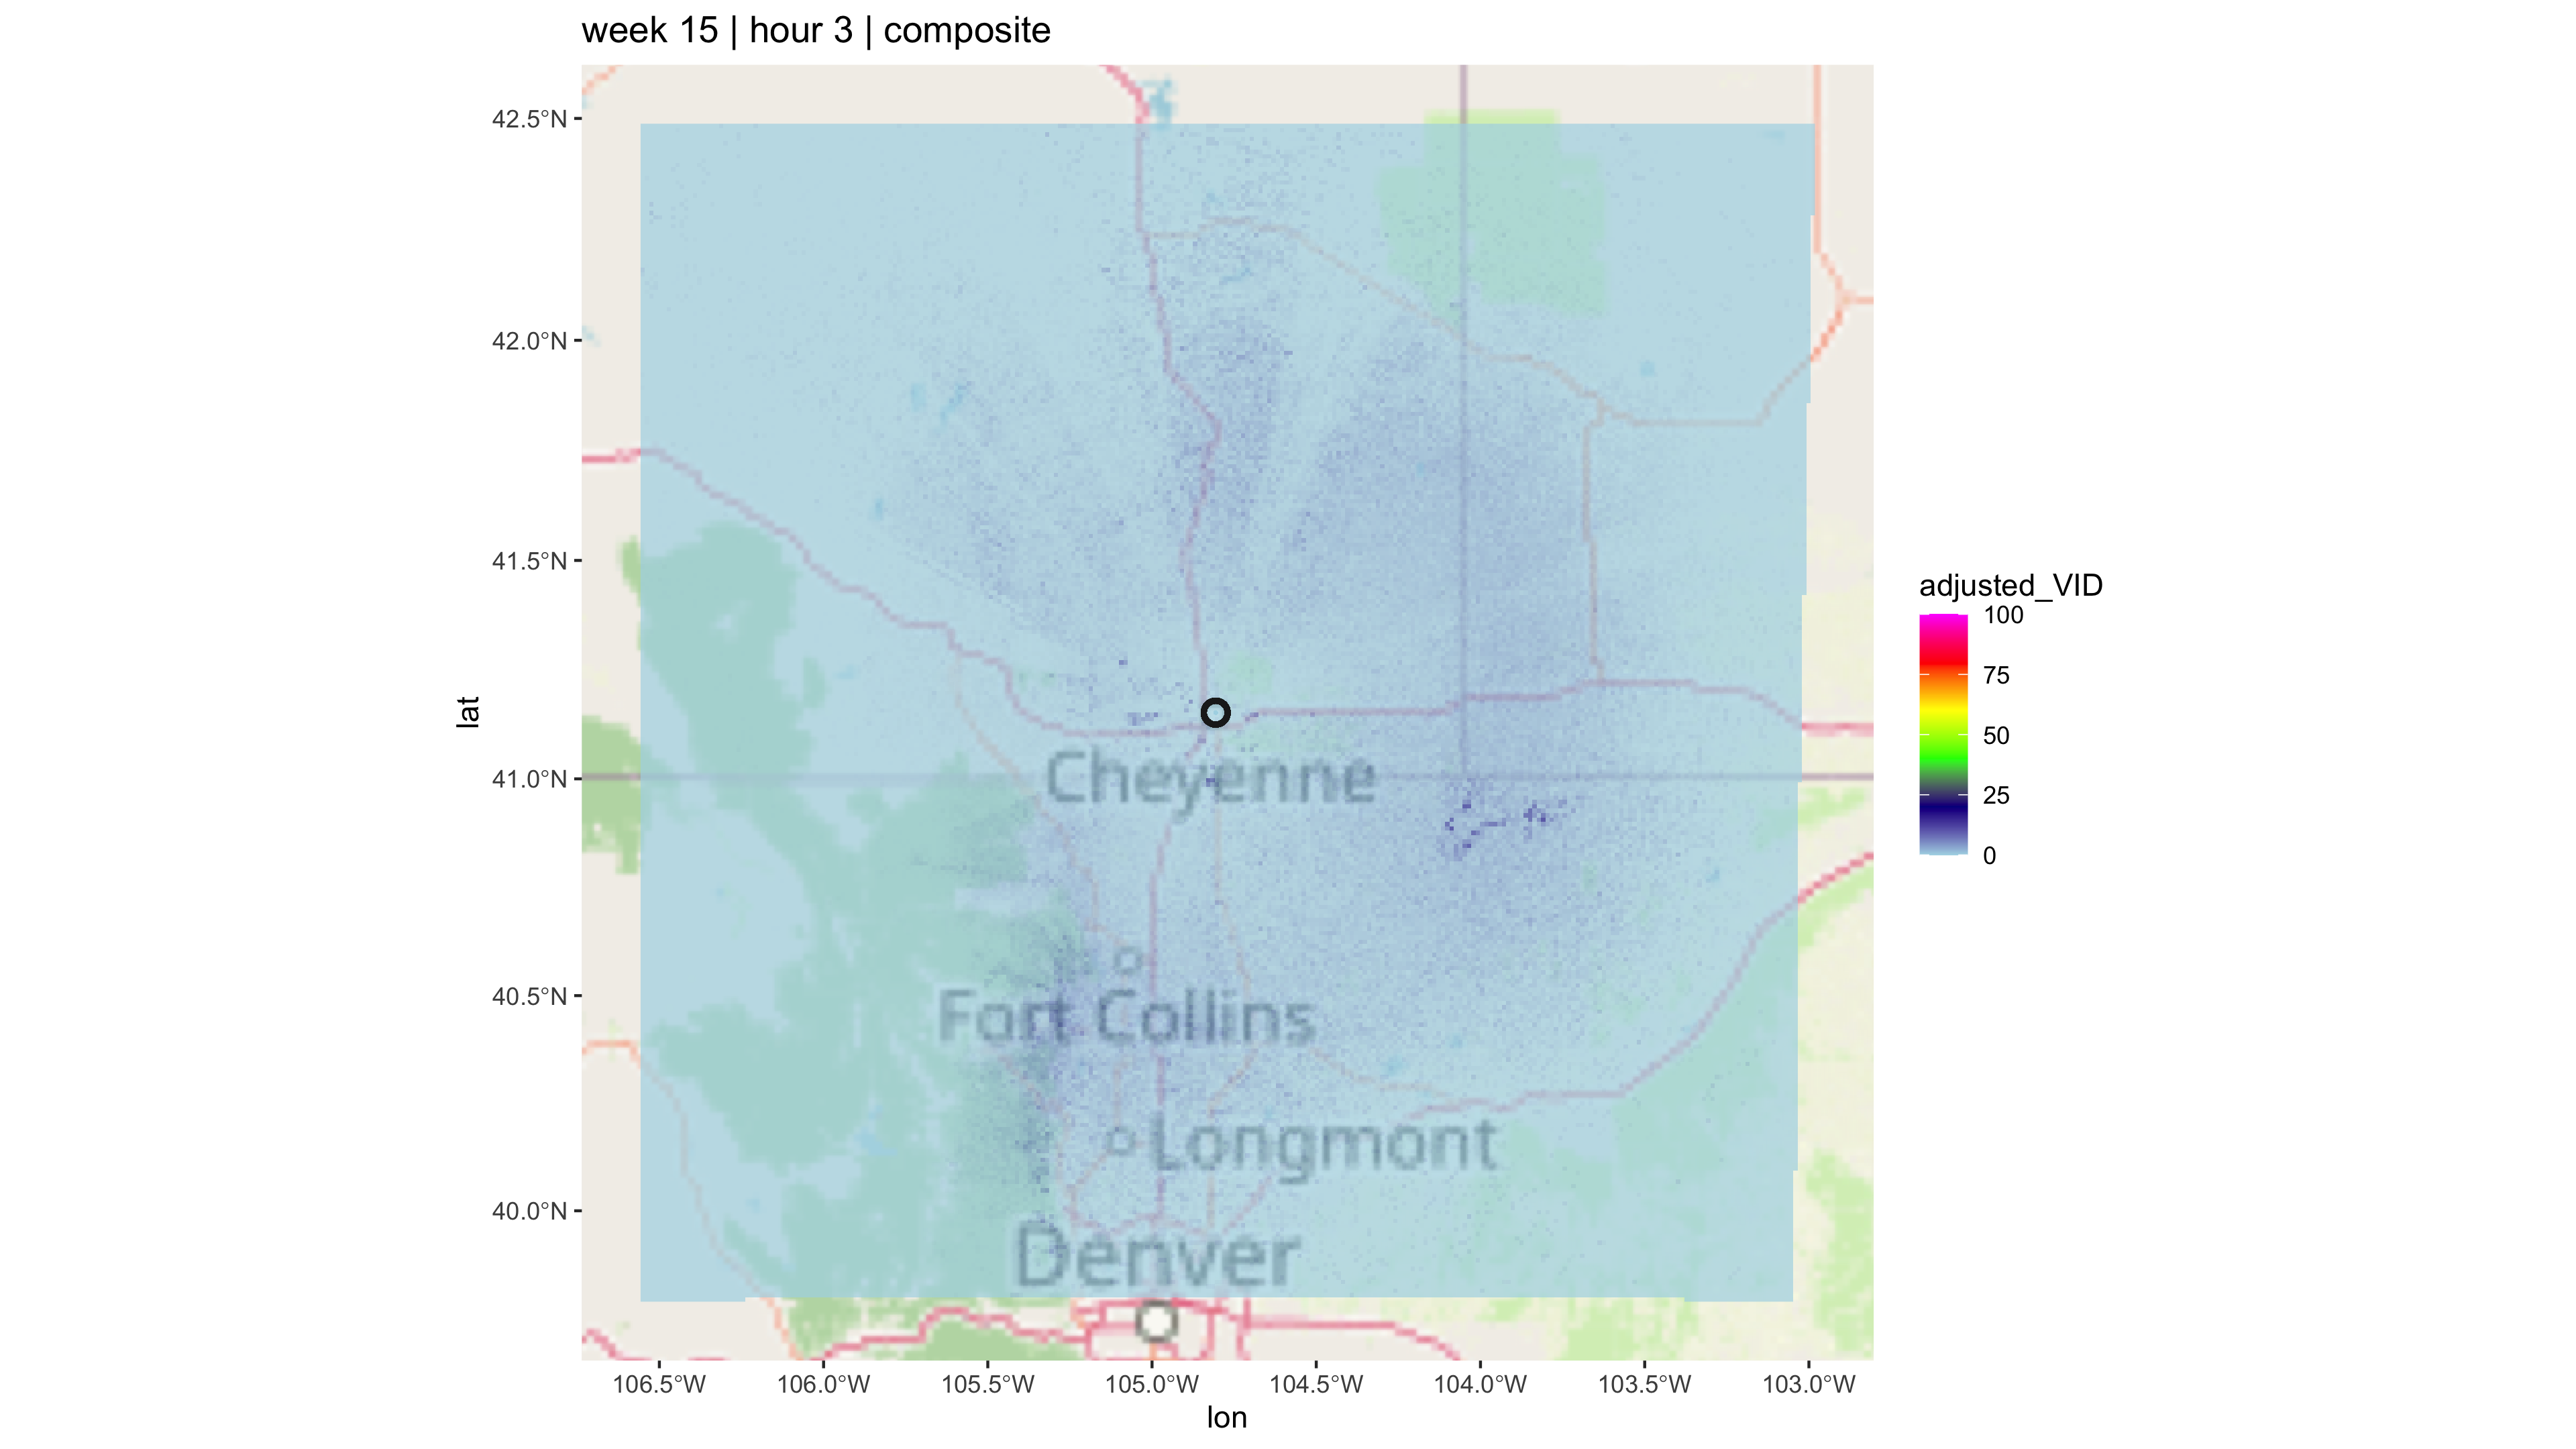 week 15 | hour 3 | composite
42.5°N
42.0°N
41.5°N
41.0°N
40.5°N
40.0°N
lat
Cheyenne
Fort Collins
Longmont
Denver
106.5°W 106.0°W 105.5°W 105.0°W 104.5°W 104.0°W 103.5°W 103.0°W
lon
adjusted_VID
100
75
50
25
0